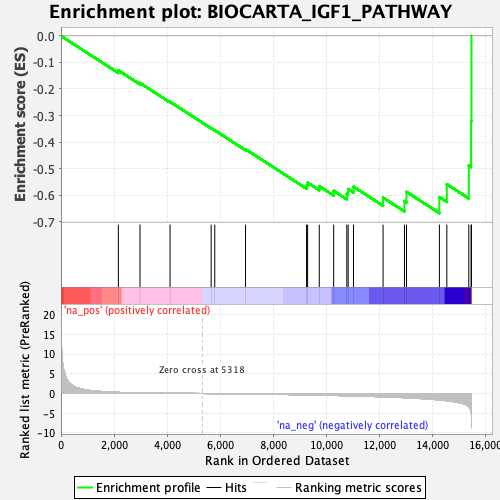 Enrichment plot: BIOCARTA_IGF1_PATHWAY
Enrichment score (ES)
0.0
-0.1
-0.2
-0.3
-0.4
-0.5
-0.6
-0.7
'na_pos' (positively correlated)
Ranked list metric (PreRanked)
20
15
10
5
0
-5
-10
Zero cross at 5318
'na_neg' (negatively correlated)
0 2,000 4,000 6,000 8,000 10,000 12,000 14,000 16,000
Rank in Ordered Dataset
Enrichment profile Hits Ranking metric scores